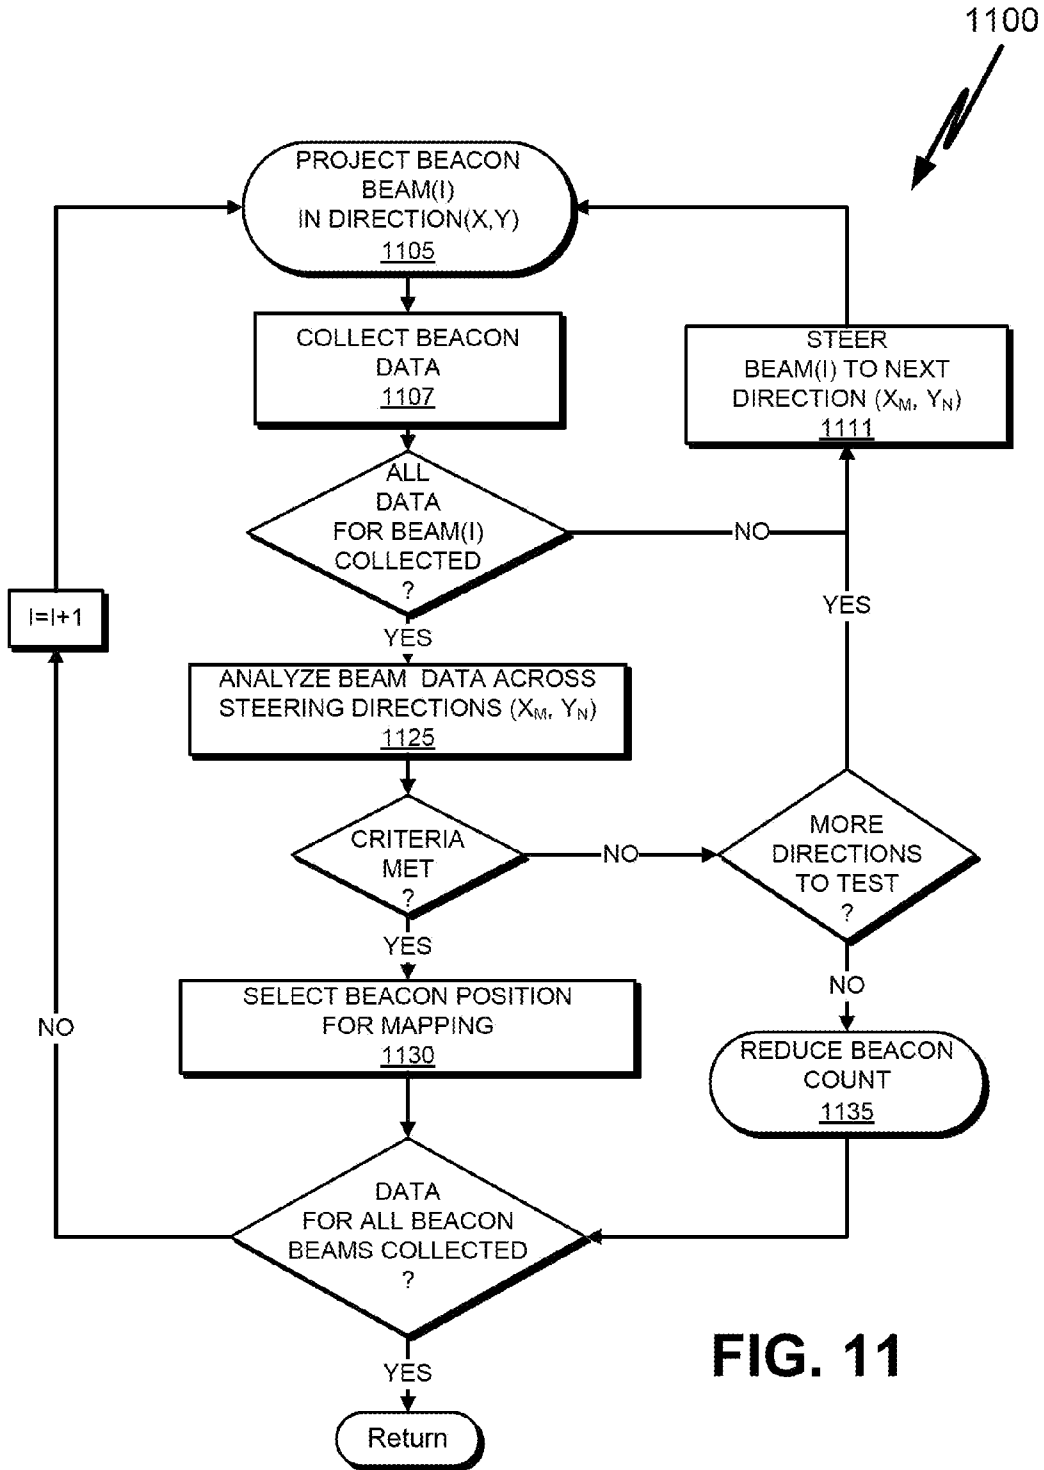 1100
PROJECT BEACON
BEAM(I)
IN DIRECTION(X,Y)
1105
COLLECT BEACON
DATA
1107
STEER
BEAM(I) TO NEXT
DIRECTION (XM, YN)
1111
ALL
DATA
FOR BEAM(I)
COLLECTED
?
NO
I=I+1
YES
YES
ANALYZE BEAM DATA ACROSS
STEERING DIRECTIONS (XM, YN)
1125
CRITERIA
MET
?
NO
MORE
DIRECTIONS
TO TEST
?
YES
NO
SELECT BEACON POSITION
FOR MAPPING
1130
NO
REDUCE BEACON
COUNT
1135
DATA
FOR ALL BEACON
BEAMS COLLECTED
?
YES
Return
FIG. 11